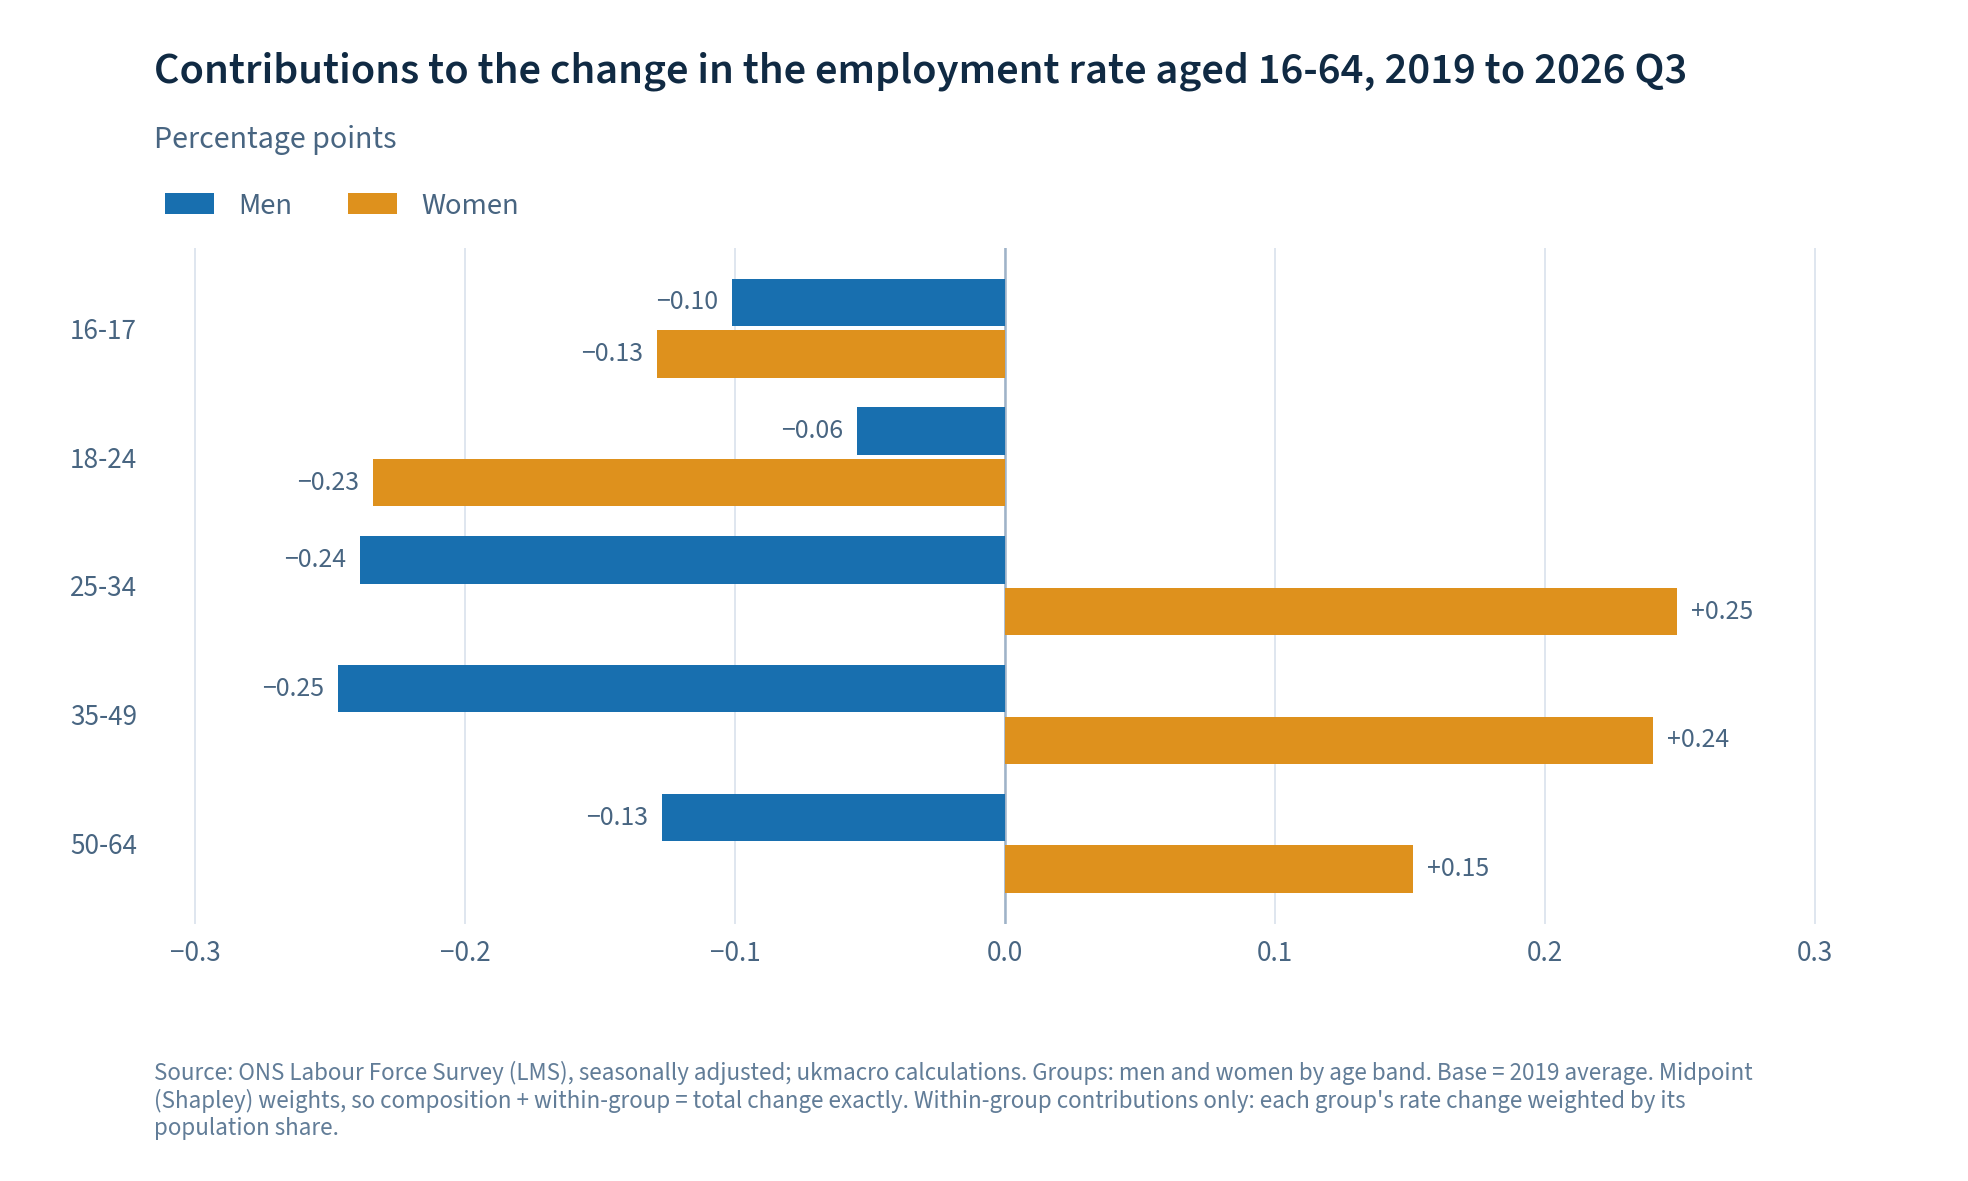 Contributions to the change in the employment rate aged 16-64, 2019 to 2026 Q3
Percentage points
Men Women
−0.10
16-17
−0.13
−0.06
18-24
−0.23
−0.24
25-34
+0.25
−0.25
35-49
+0.24
−0.13
50-64
+0.15
−0.3 −0.2 −0.1 0.0 0.1 0.2 0.3
Source: ONS Labour Force Survey (LMS), seasonally adjusted; ukmacro calculations. Groups: men and women by age band. Base = 2019 average. Midpoint
(Shapley) weights, so composition + within-group = total change exactly. Within-group contributions only: each group's rate change weighted by its
population share.